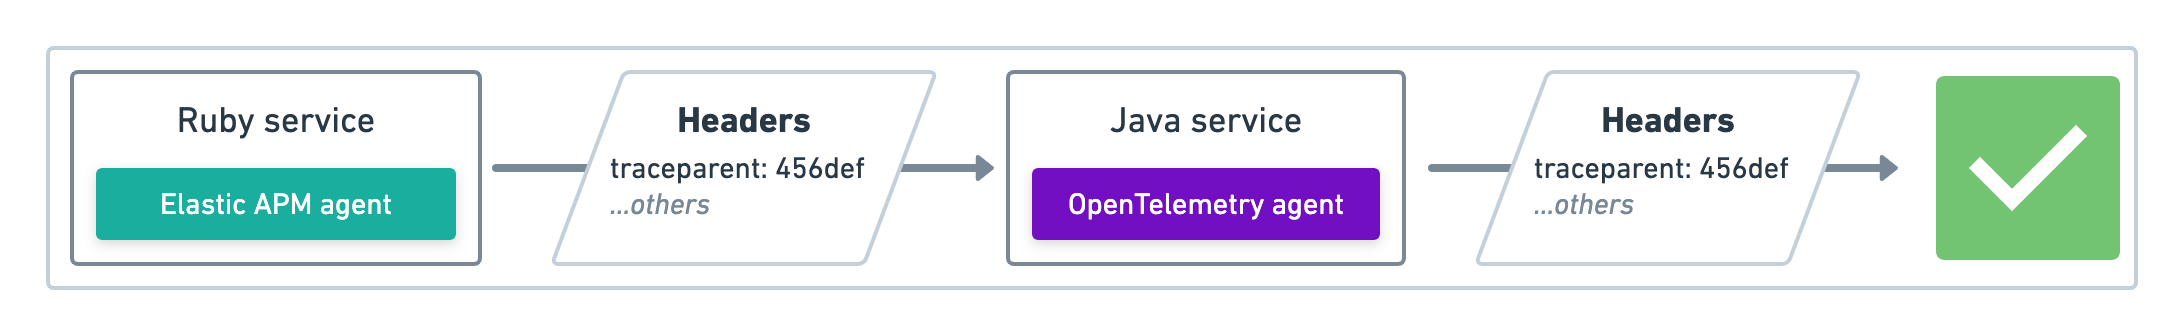 Ruby service
Elastic APM agent
Headers
traceparent: 456def
...others
Java service
OpenTelemetry agent
Headers
traceparent: 456def
...others